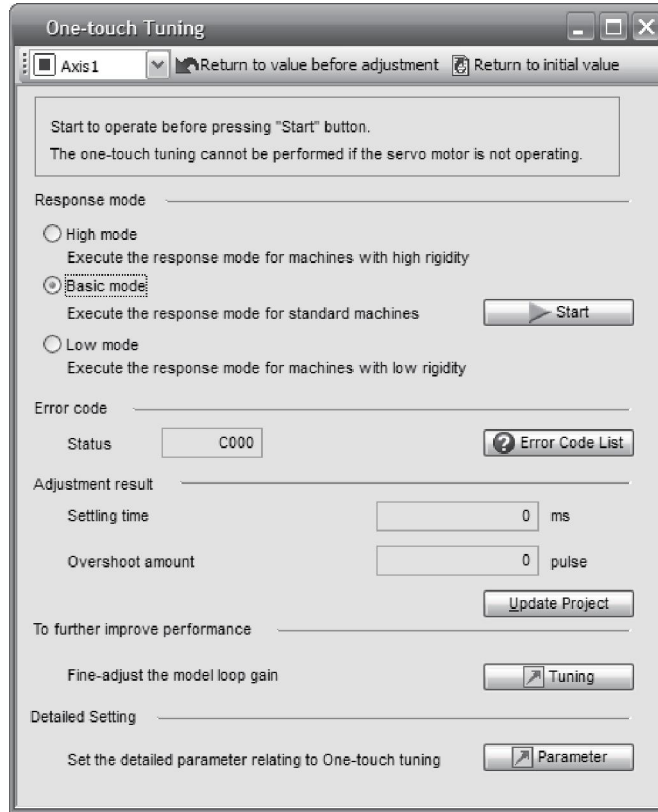 One-touch Tuning
Axis1 Return to value before adjustment Return to initial value
Start to operate before pressing "Start" button.
The one-touch tuning cannot be performed if the servo motor is not operating.
Response mode
High mode
Execute the response mode for machines with high rigidity
Basic mode
Execute the response mode for standard machines Start
Low mode
Execute the response mode for machines with low rigidity
Error code
Status C000 Error Code List
Adjustment result
Settling time 0 ms
Overshoot amount 0 pulse
Update Project
To further improve performance
Fine-adjust the model loop gain Tuning
Detailed Setting
Set the detailed parameter relating to One-touch tuning Parameter